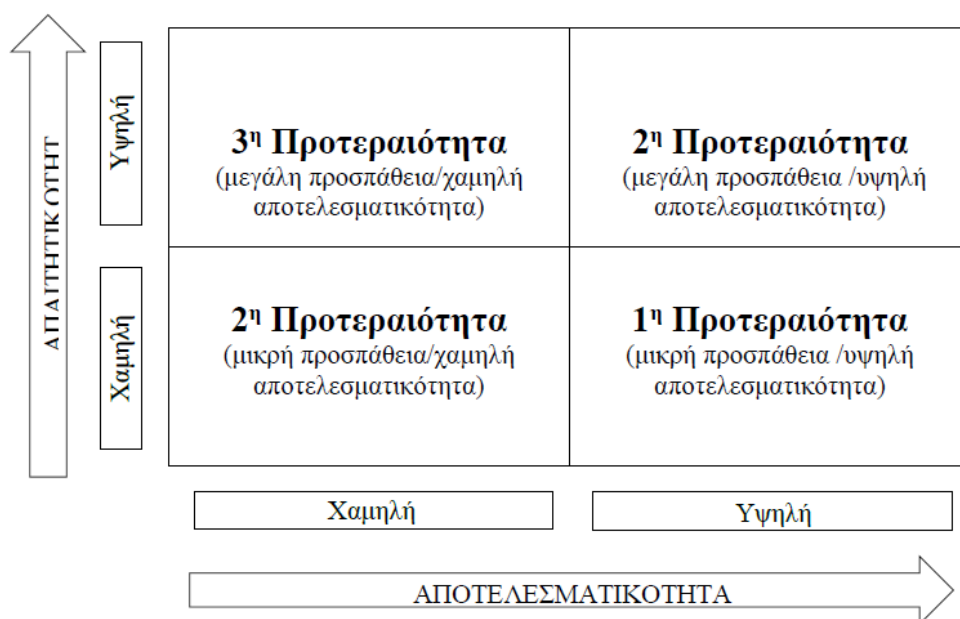 ΑΠΑΙΤΗΤΙΚΟΤΗΤ
Υψηλή
3η Προτεραιότητα
(μεγάλη προσπάθεια/χαμηλή
αποτελεσματικότητα)
2η Προτεραιότητα
(μεγάλη προσπάθεια /υψηλή
αποτελεσματικότητα)
Χαμηλή
2η Προτεραιότητα
(μικρή προσπάθεια/χαμηλή
αποτελεσματικότητα)
1η Προτεραιότητα
(μικρή προσπάθεια /υψηλή
αποτελεσματικότητα)
Χαμηλή
Υψηλή
ΑΠΟΤΕΛΕΣΜΑΤΙΚΟΤΗΤΑ